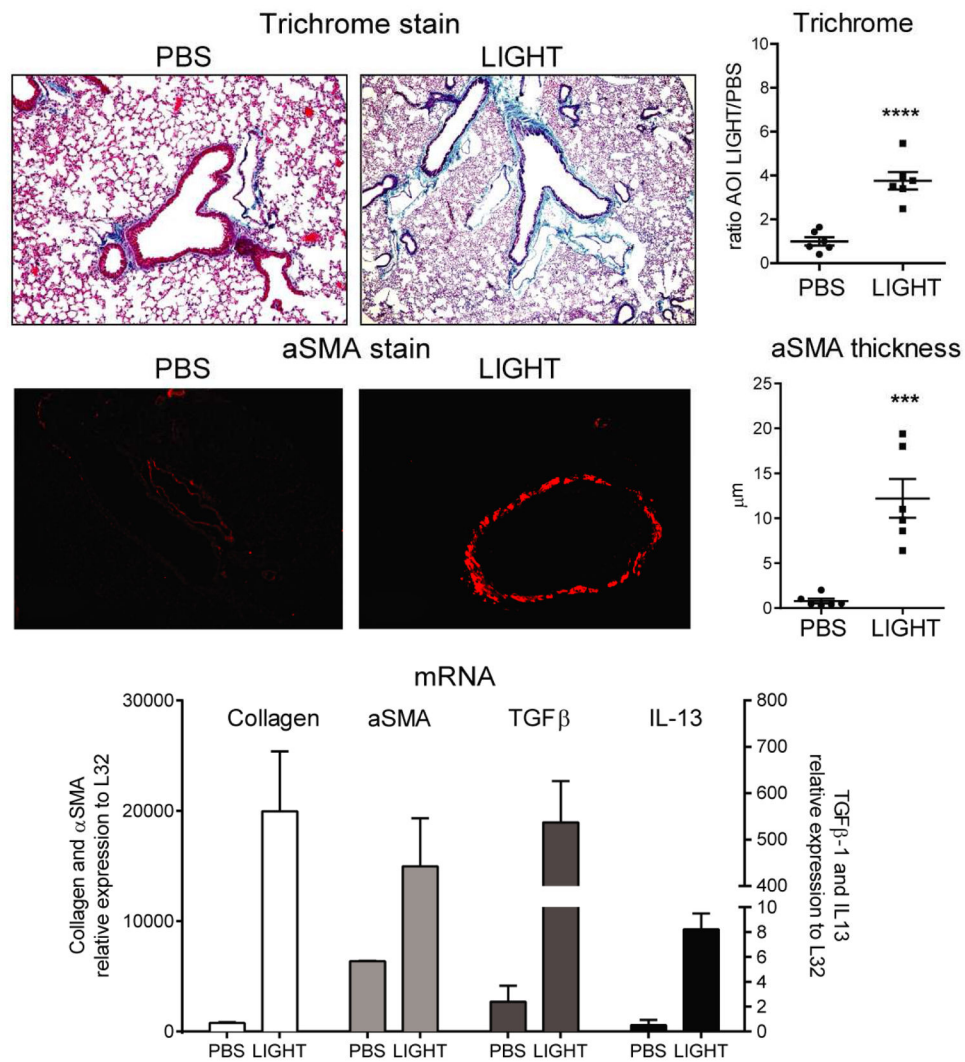 Trichrome stain
PBS
LIGHT
Trichrome
ratio AOI LIGHT/PBS
10
8
6
4
2
0
****
PBS
LIGHT
aSMA stain
PBS
LIGHT
aSMA thickness
μm
25
20
15
10
5
0
***
PBS
LIGHT
mRNA
Collagen and αSMA
relative expression to L32
30000
20000
10000
0
Collagen
aSMA
TGFβ
IL-13
800
700
600
500
400
10
8
6
4
2
0
TGFβ-1 and IL13
relative expression to L32
PBS LIGHT
PBS LIGHT
PBS LIGHT
PBS LIGHT